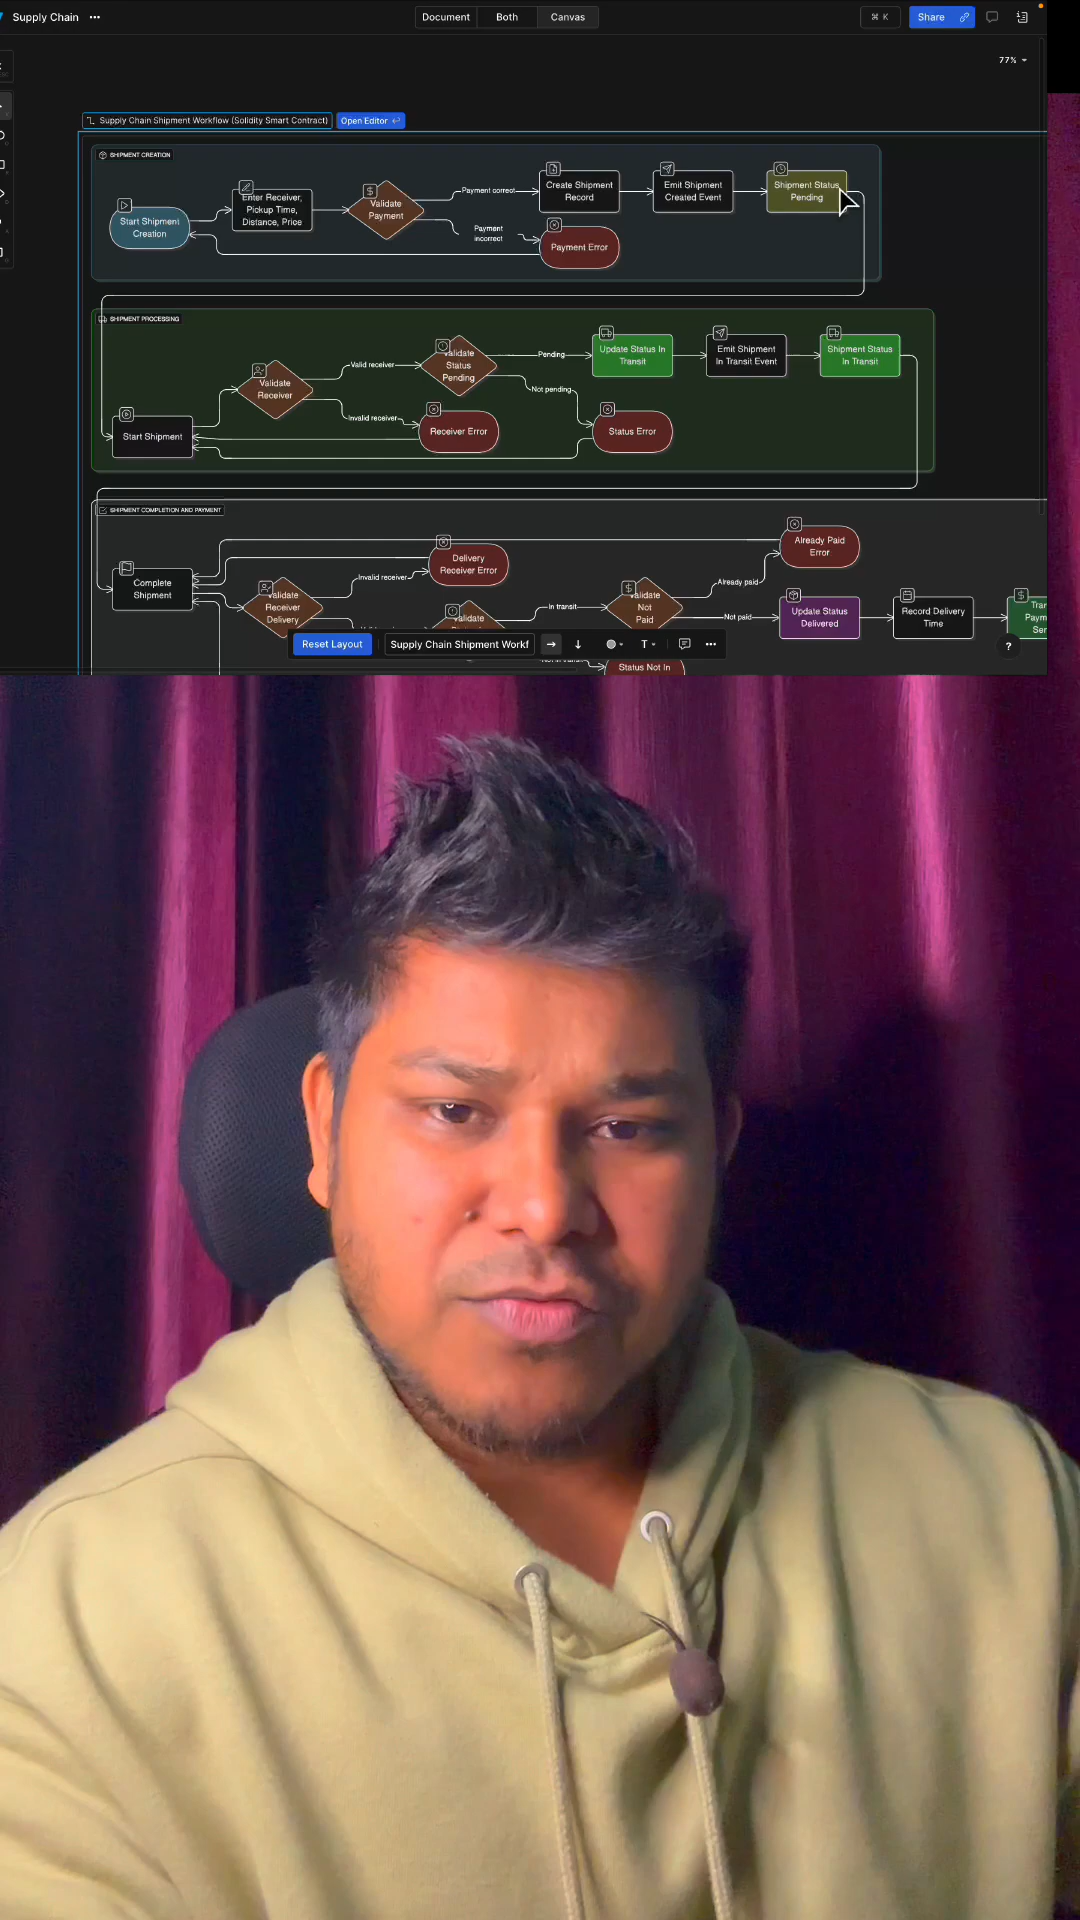 Supply Chain
Document
Both
Canvas
⌘ K
Share
77%
Supply Chain Shipment Workflow (Solidity Smart Contract)
Open Editor
SHIPMENT CREATION
Start Shipment
Creation
Enter Receiver,
Pickup Time,
Distance, Price
Validate
Payment
Payment correct
Payment
incorrect
Create Shipment
Record
Payment Error
Emit Shipment
Created Event
Shipment Status
Pending
SHIPMENT PROCESSING
Start Shipment
Validate
Receiver
Valid receiver
Invalid receiver
Validate
Status
Pending
Receiver Error
Pending
Not pending
Update Status In
Transit
Status Error
Emit Shipment
In Transit Event
Shipment Status
In Transit
SHIPMENT COMPLETION AND PAYMENT
Complete
Shipment
Validate
Receiver
Delivery
Invalid receiver
Delivery
Receiver Error
Validate
In transit
Validate
Not
Paid
Already paid
Not paid
Already Paid
Error
Update Status
Delivered
Record Delivery
Time
Status Not In
Reset Layout
Supply Chain Shipment Workf
T
?